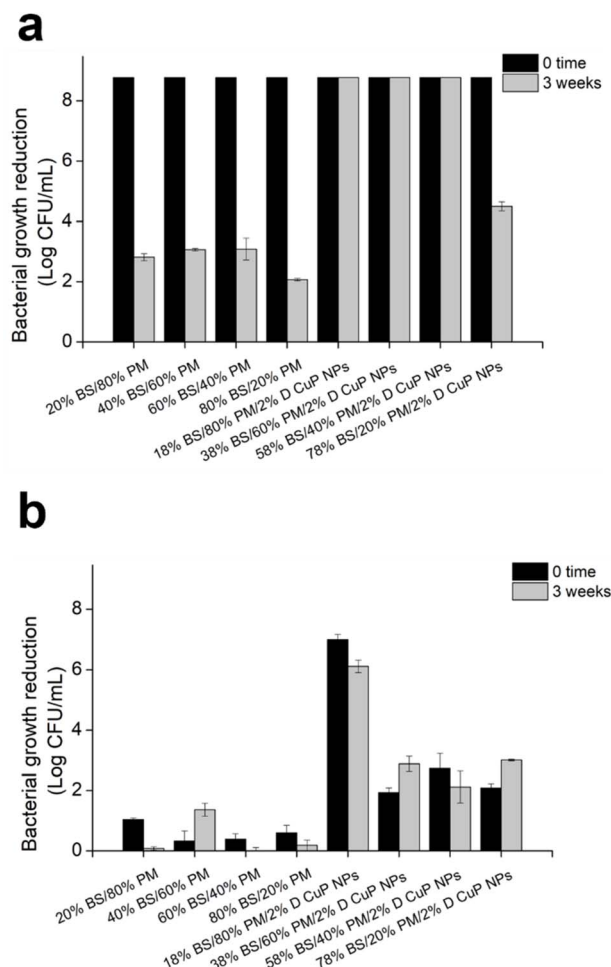 a
0 time
3 weeks
Bacterial growth reduction
(Log CFU/mL)
8
6
4
2
0
20% BS/80% PM
40% BS/60% PM
60% BS/40% PM
80% BS/20% PM
18% BS/80% PM/2% D CuP NPs
38% BS/60% PM/2% D CuP NPs
58% BS/40% PM/2% D CuP NPs
78% BS/20% PM/2% D CuP NPs
b
0 time
3 weeks
Bacterial growth reduction
(Log CFU/mL)
8
6
4
2
0
20% BS/80% PM
40% BS/60% PM
60% BS/40% PM
80% BS/20% PM
18% BS/80% PM/2% D CuP NPs
38% BS/60% PM/2% D CuP NPs
58% BS/40% PM/2% D CuP NPs
78% BS/20% PM/2% D CuP NPs